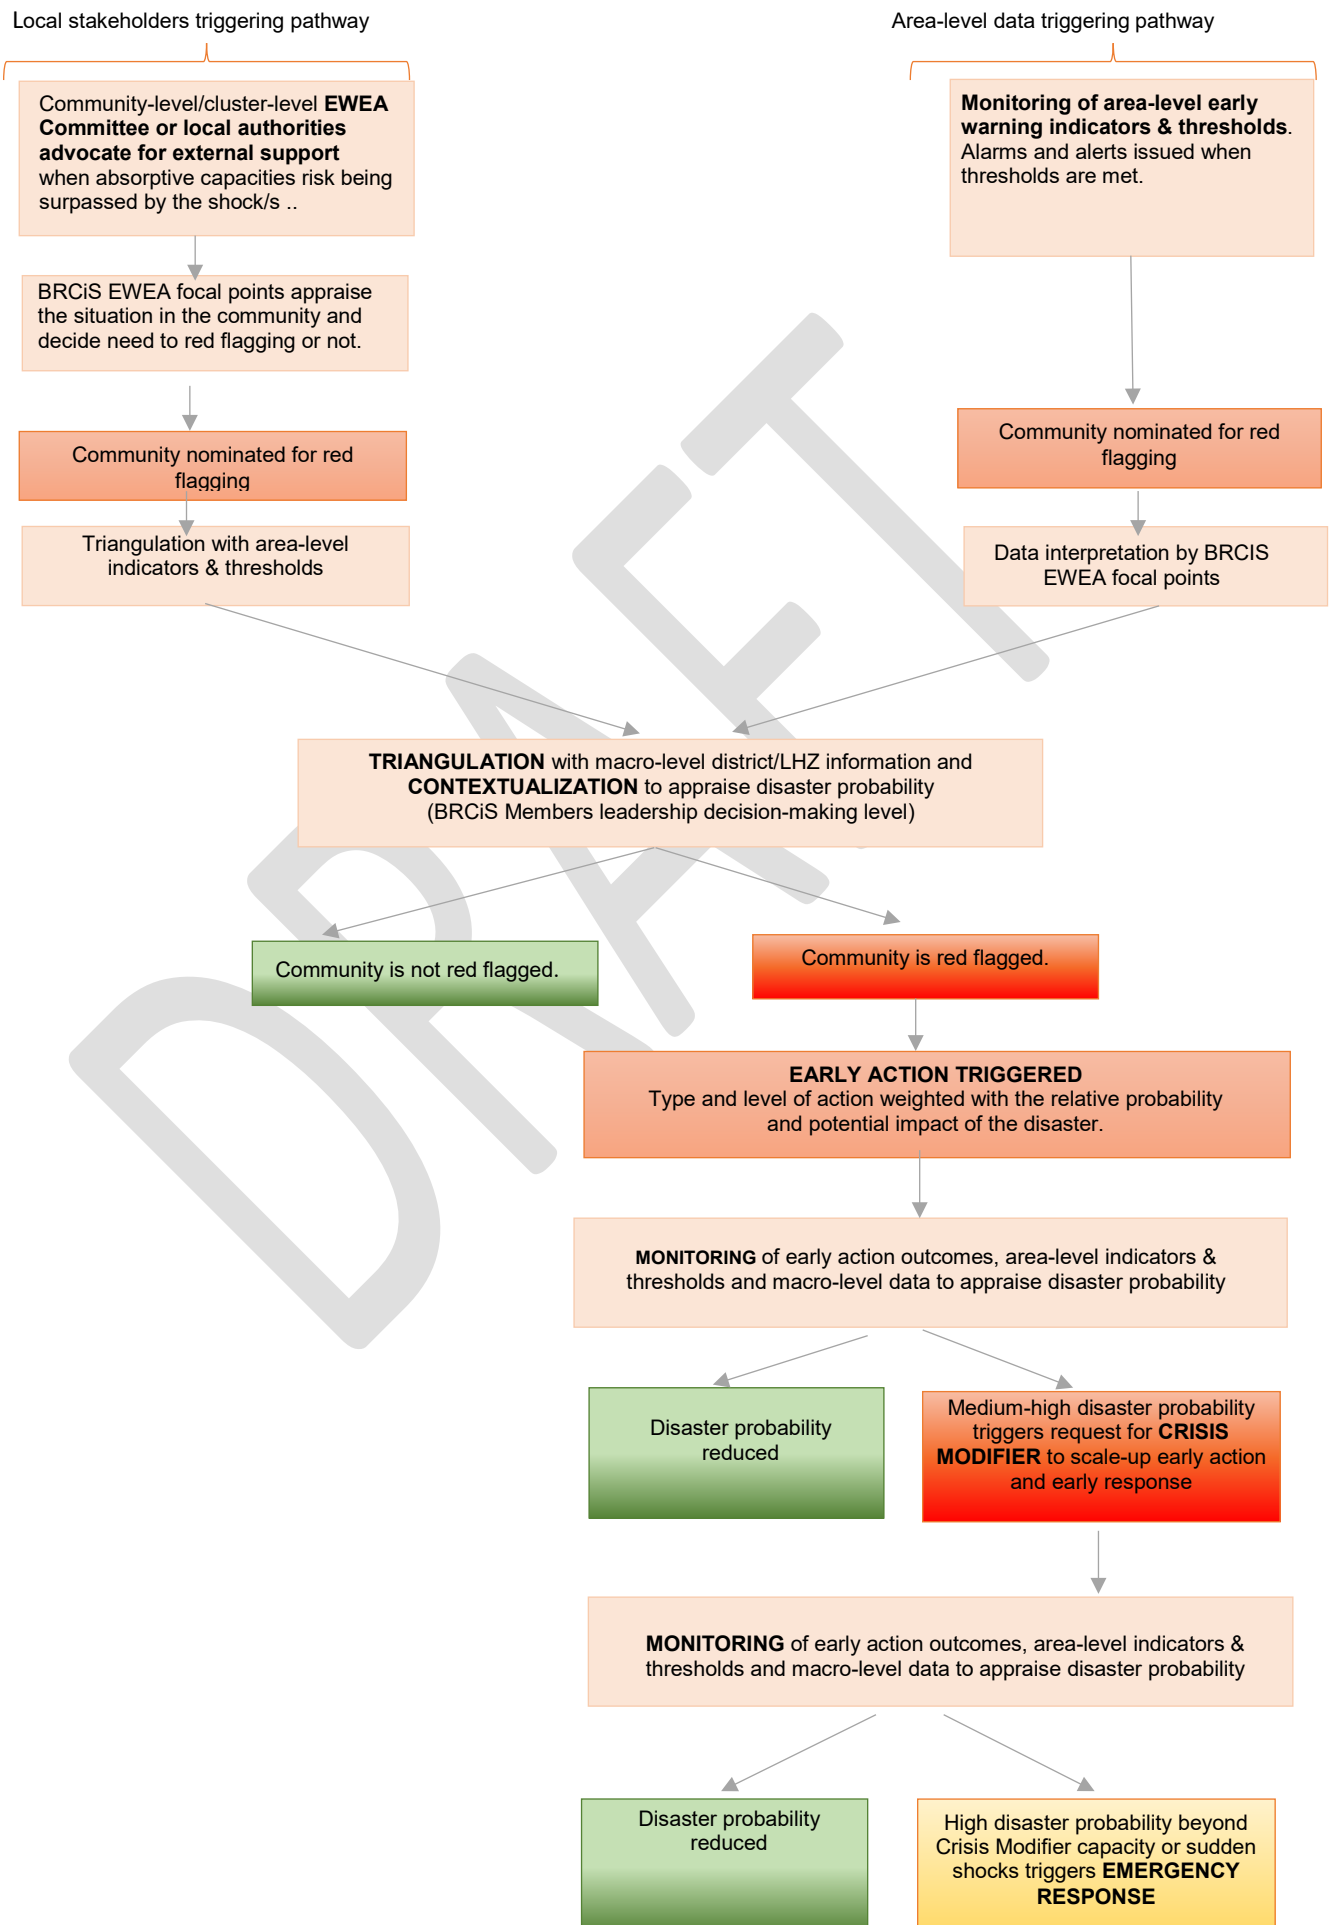 Local stakeholders triggering pathway
Area-level data triggering pathway
Community-level/cluster-level EWEA
Committee or local authorities
advocate for external support
when absorptive capacities risk being
surpassed by the shock/s ..
Monitoring of area-level early
warning indicators & thresholds.
Alarms and alerts issued when
thresholds are met.
BRCiS EWEA focal points appraise
the situation in the community and
decide need to red flagging or not.
Community nominated for red
flagging
Community nominated for red
flagging
Triangulation with area-level
indicators & thresholds
Data interpretation by BRCIS
EWEA focal points
TRIANGULATION with macro-level district/LHZ information and
CONTEXTUALIZATION to appraise disaster probability
(BRCiS Members leadership decision-making level)
Community is not red flagged.
Community is red flagged.
EARLY ACTION TRIGGERED
Type and level of action weighted with the relative probability
and potential impact of the disaster.
MONITORING of early action outcomes, area-level indicators &
thresholds and macro-level data to appraise disaster probability
Disaster probability
reduced
Medium-high disaster probability
triggers request for CRISIS
MODIFIER to scale-up early action
and early response
MONITORING of early action outcomes, area-level indicators &
thresholds and macro-level data to appraise disaster probability
Disaster probability
reduced
High disaster probability beyond
Crisis Modifier capacity or sudden
shocks triggers EMERGENCY
RESPONSE
DRAFT